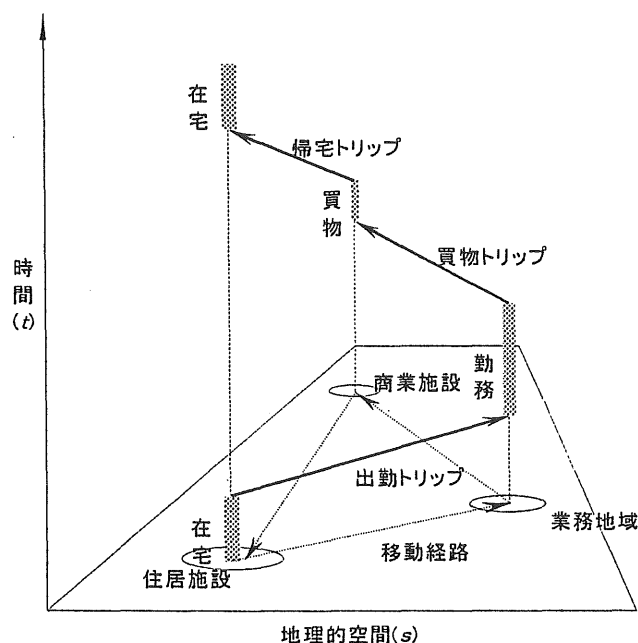 在宅
帰宅トリップ
買物
買物トリップ
時間
(t)
勤務
商業施設
出勤トリップ
在宅
業務地域
移動経路
住居施設
地理的空間(s)